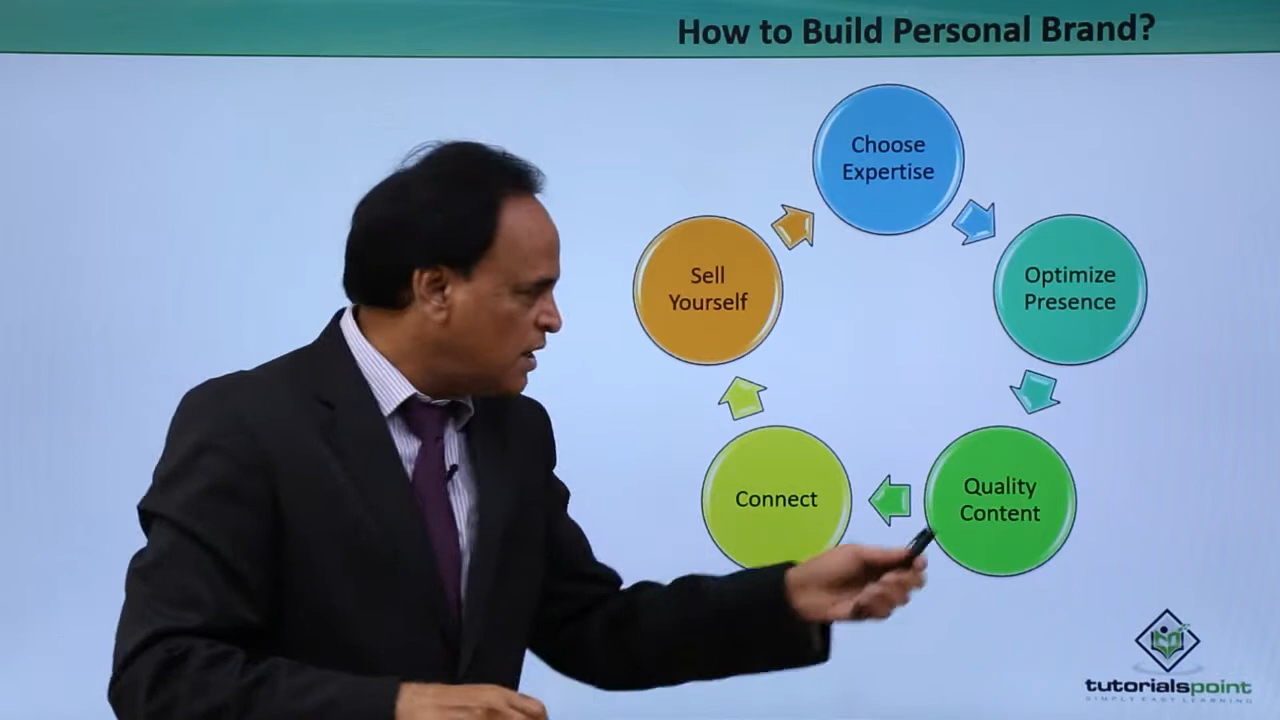 How to Build Personal Brand?
Choose
Expertise
Optimize
Presence
Quality
Content
Connect
Sell
Yourself
tutorialspoint
SIMPLY EASY LEARNING